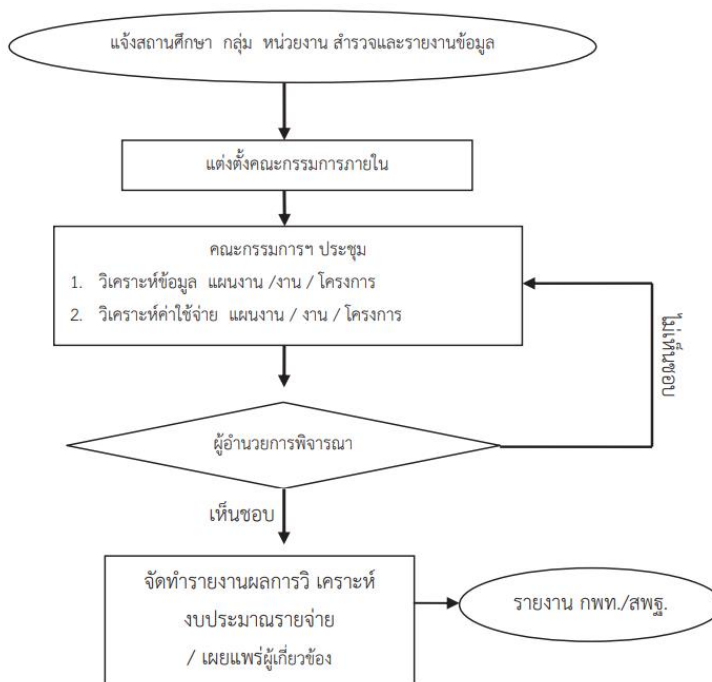 แจ้งสถานศึกษา กลุ่ม หน่วยงาน สำรวจและรายงานข้อมูล
แต่งตั้งคณะกรรมการภายใน
คณะกรรมการฯ ประชุม
1. วิเคราะห์ข้อมูล แผนงาน /งาน / โครงการ
2. วิเคราะห์ค่าใช้จ่าย แผนงาน / งาน / โครงการ
ไม่เห็นชอบ
ผู้อำนวยการพิจารณา
เห็นชอบ
จัดทำรายงานผลการวิ เคราะห์
งบประมาณรายจ่าย
/ เผยแพร่ผู้เกี่ยวข้อง
รายงาน กพท./สพฐ.